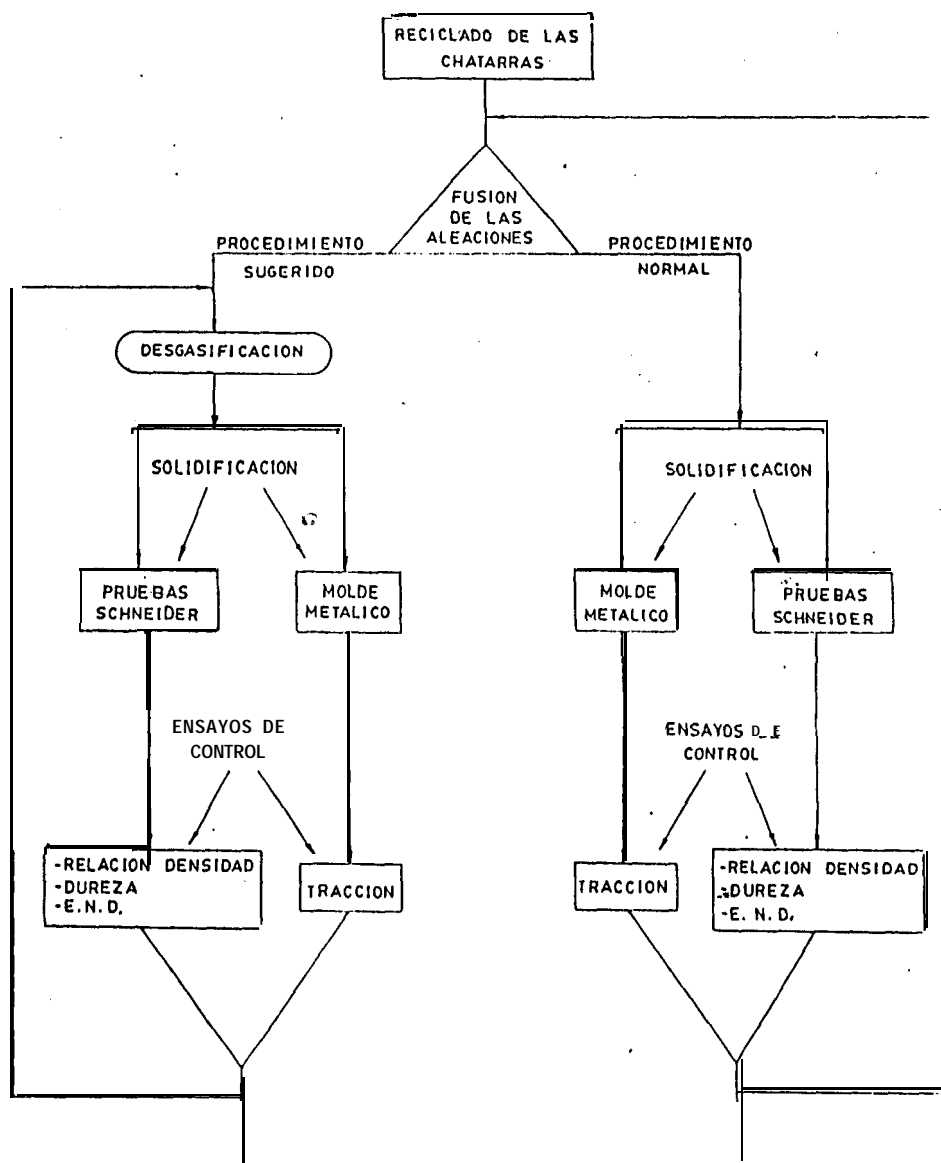 RECICLADO DE LAS
CHATARRAS
FUSION
DE LAS
ALEACIONES
PROCEDIMIENTO
SUGERIDO
PROCEDIMIENTO
NORMAL
DESGASIFICACION
SOLIDIFICACION
SOLIDIFICACION
PRUEBAS
SCHNEIDER
MOLDE
METALICO
MOLDE
METALICO
PRUEBAS
SCHNEIDER
ENSAYOS DE
CONTROL
ENSAYOS DE
CONTROL
-RELACION DENSIDAD
-DUREZA
-E.N.D.
TRACCION
TRACCION
-RELACION DENSIDAD
-DUREZA
-E. N. D.